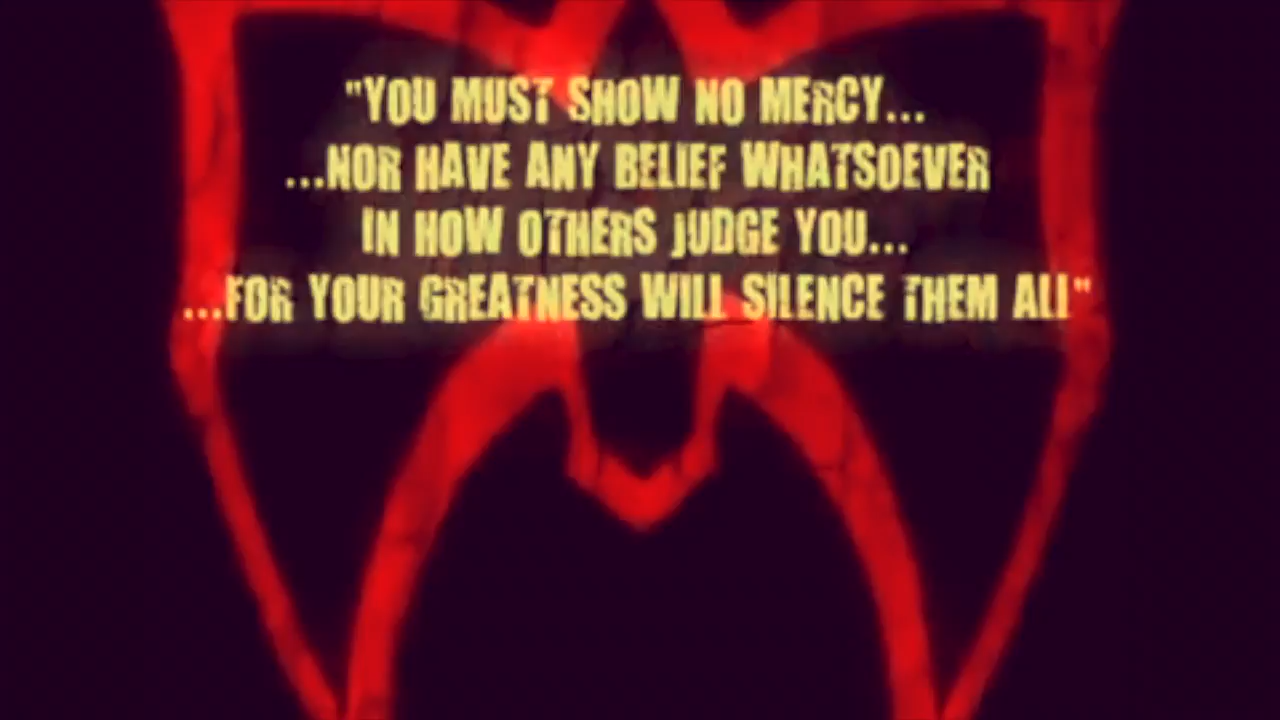 "YOU MUST SHOW NO MERCY...
...NOR HAVE ANY BELIEF WHATSOEVER
IN HOW OTHERS JUDGE YOU...
...FOR YOUR GREATNESS WILL SILENCE THEM ALL"